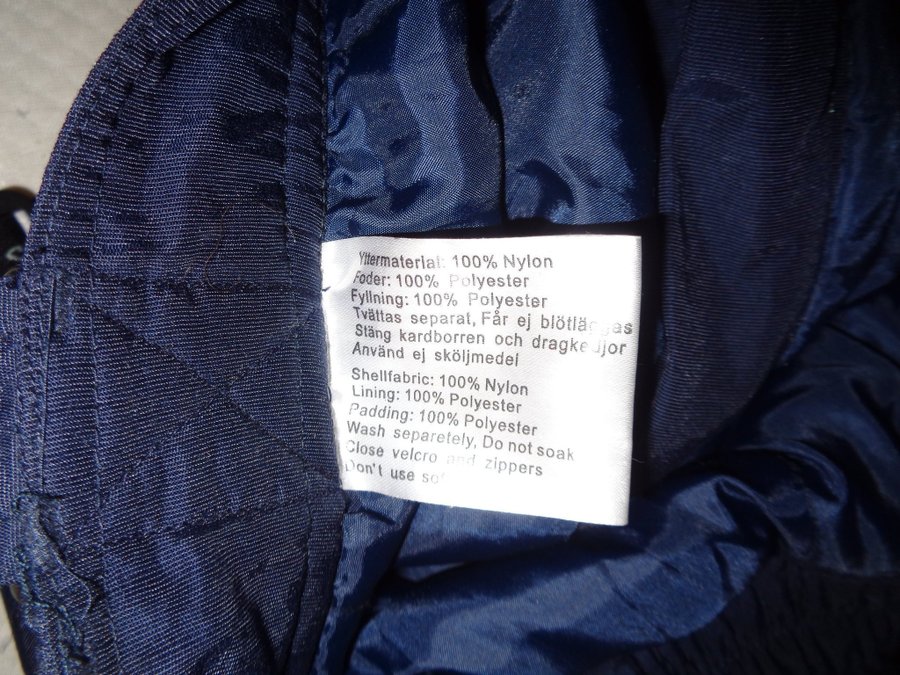 Yttermaterial: 100% Nylon
Foder: 100% Polyester
Fyllning: 100% Polyester
Tvättas separat, Får ej blötläggas
Stäng kardborren och dragkedjor
Använd ej sköljmedel
Shellfabric: 100% Nylon
Lining: 100% Polyester
Padding: 100% Polyester
Wash separetely, Do not soak
Close velcro and zippers
Don't use